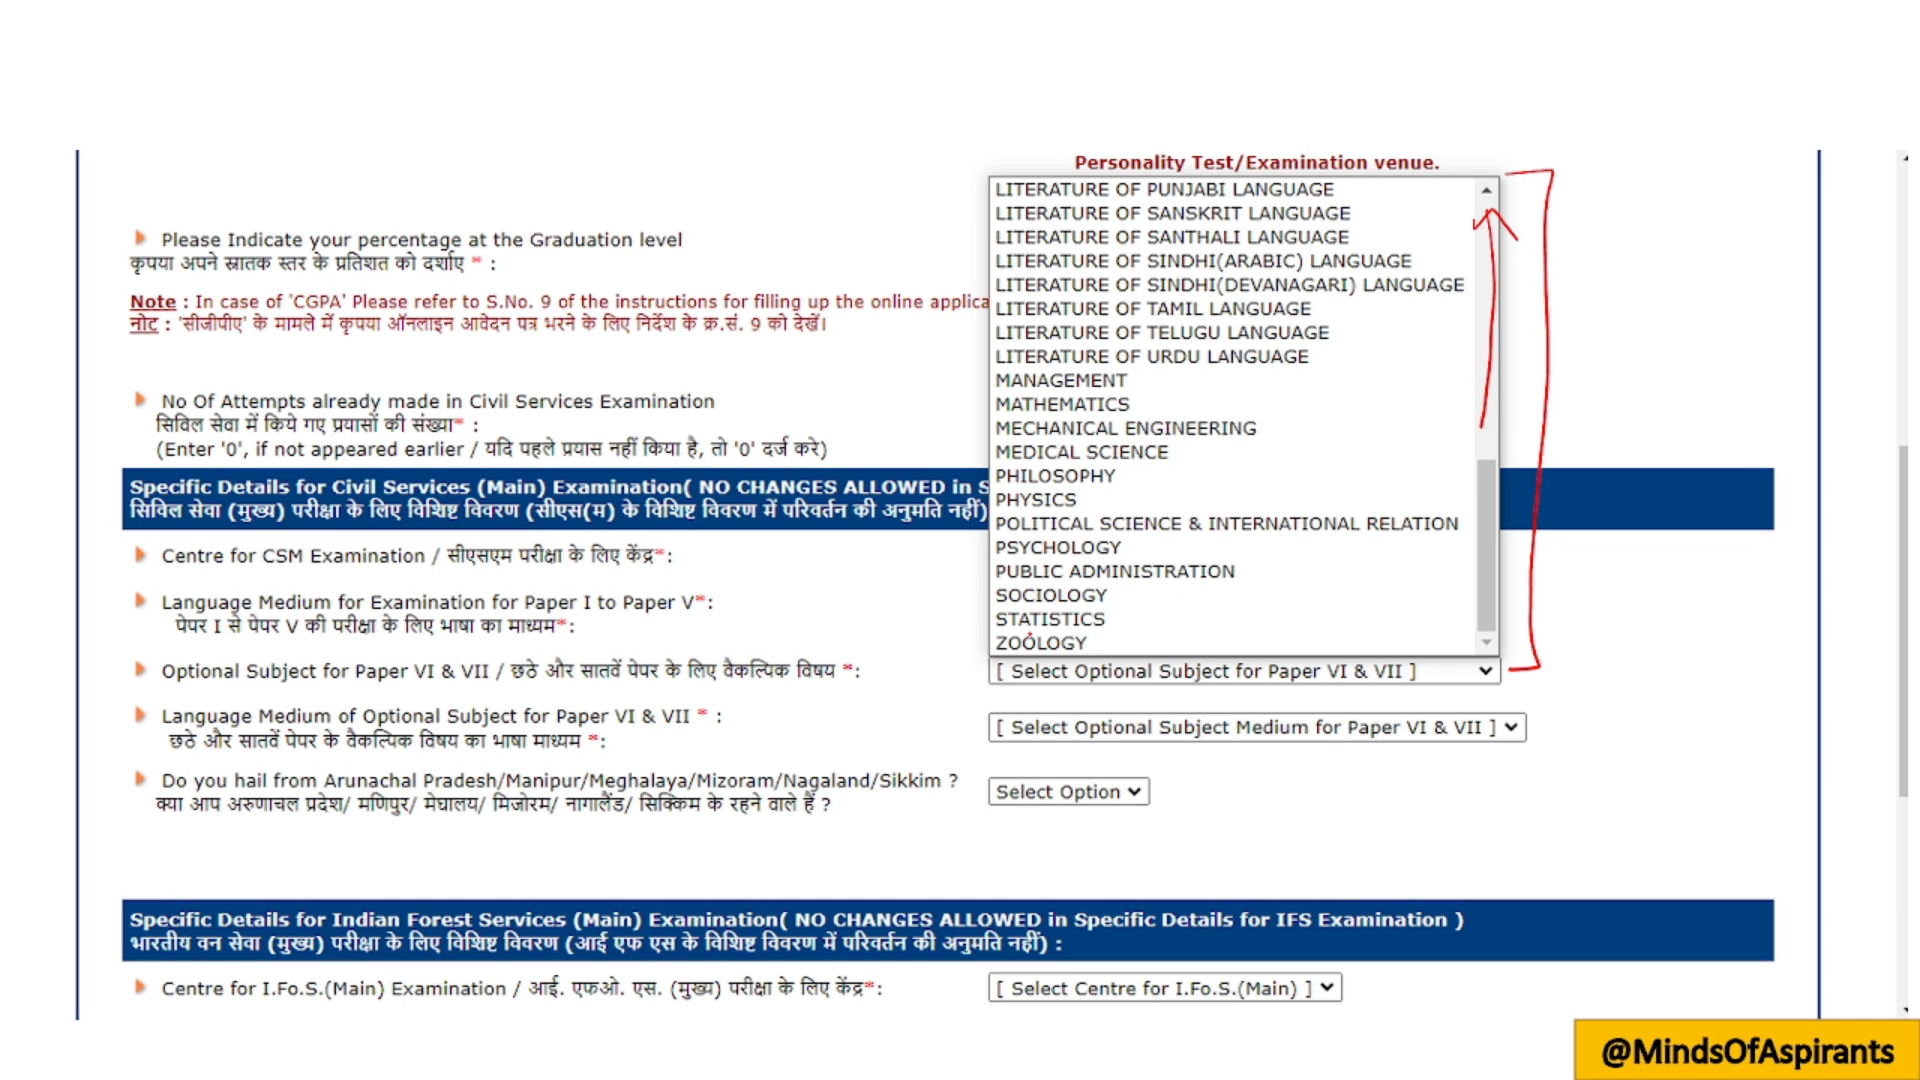 Personality Test/Examination venue.
LITERATURE OF PUNJABI LANGUAGE
LITERATURE OF SANSKRIT LANGUAGE
LITERATURE OF SANTHALI LANGUAGE
LITERATURE OF SINDHI(ARABIC) LANGUAGE
LITERATURE OF SINDHI(DEVANAGARI) LANGUAGE
LITERATURE OF TAMIL LANGUAGE
LITERATURE OF TELUGU LANGUAGE
LITERATURE OF URDU LANGUAGE
MANAGEMENT
MATHEMATICS
MECHANICAL ENGINEERING
MEDICAL SCIENCE
PHILOSOPHY
PHYSICS
POLITICAL SCIENCE & INTERNATIONAL RELATION
PSYCHOLOGY
PUBLIC ADMINISTRATION
SOCIOLOGY
STATISTICS
ZOOLOGY
Please Indicate your percentage at the Graduation level
कृपया अपने स्नातक स्तर के प्रतिशत को दर्शाए * :
Note : In case of 'CGPA' Please refer to S.No. 9 of the instructions for filling up the online applica
नोट : 'सीजीपीए' के मामले में कृपया ऑनलाइन आवेदन पत्र भरने के लिए निर्देश के क्र.सं. 9 को देखें।
No Of Attempts already made in Civil Services Examination
सिविल सेवा में किये गए प्रयासों की संख्या* :
(Enter '0', if not appeared earlier / यदि पहले प्रयास नहीं किया है, तो '0' दर्ज करे)
Specific Details for Civil Services (Main) Examination( NO CHANGES ALLOWED in S
सिविल सेवा (मुख्य) परीक्षा के लिए विशिष्ट विवरण (सीएस(म) के विशिष्ट विवरण में परिवर्तन की अनुमति नहीं)
Centre for CSM Examination / सीएसएम परीक्षा के लिए केंद्र*:
Language Medium for Examination for Paper I to Paper V*:
पेपर I से पेपर V की परीक्षा के लिए भाषा का माध्यम*:
Optional Subject for Paper VI & VII / छठे और सातवें पेपर के लिए वैकल्पिक विषय *:
[ Select Optional Subject for Paper VI & VII ]
Language Medium of Optional Subject for Paper VI & VII * :
छठे और सातवें पेपर के वैकल्पिक विषय का भाषा माध्यम *:
[ Select Optional Subject Medium for Paper VI & VII ]
Do you hail from Arunachal Pradesh/Manipur/Meghalaya/Mizoram/Nagaland/Sikkim ?
क्या आप अरुणाचल प्रदेश/ मणिपुर/ मेघालय/ मिजोरम/ नागालैंड/ सिक्किम के रहने वाले हैं ?
Select Option
Specific Details for Indian Forest Services (Main) Examination( NO CHANGES ALLOWED in Specific Details for IFS Examination )
भारतीय वन सेवा (मुख्य) परीक्षा के लिए विशिष्ट विवरण (आई एफ एस के विशिष्ट विवरण में परिवर्तन की अनुमति नहीं) :
Centre for I.Fo.S.(Main) Examination / आई. एफओ. एस. (मुख्य) परीक्षा के लिए केंद्र*:
[ Select Centre for I.Fo.S.(Main) ]
@MindsOfAspirants